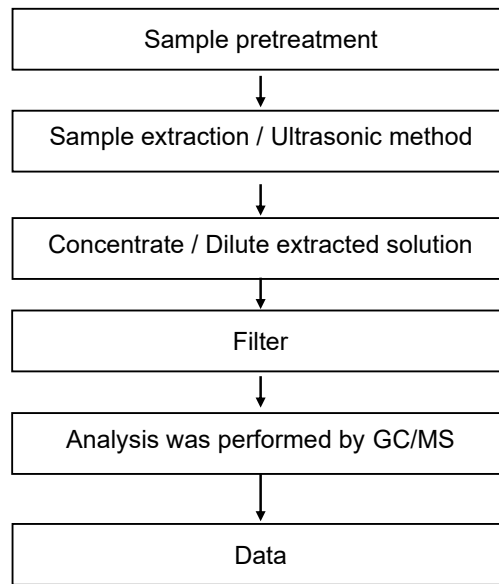 Sample pretreatment
Sample extraction / Ultrasonic method
Concentrate / Dilute extracted solution
Filter
Analysis was performed by GC/MS
Data